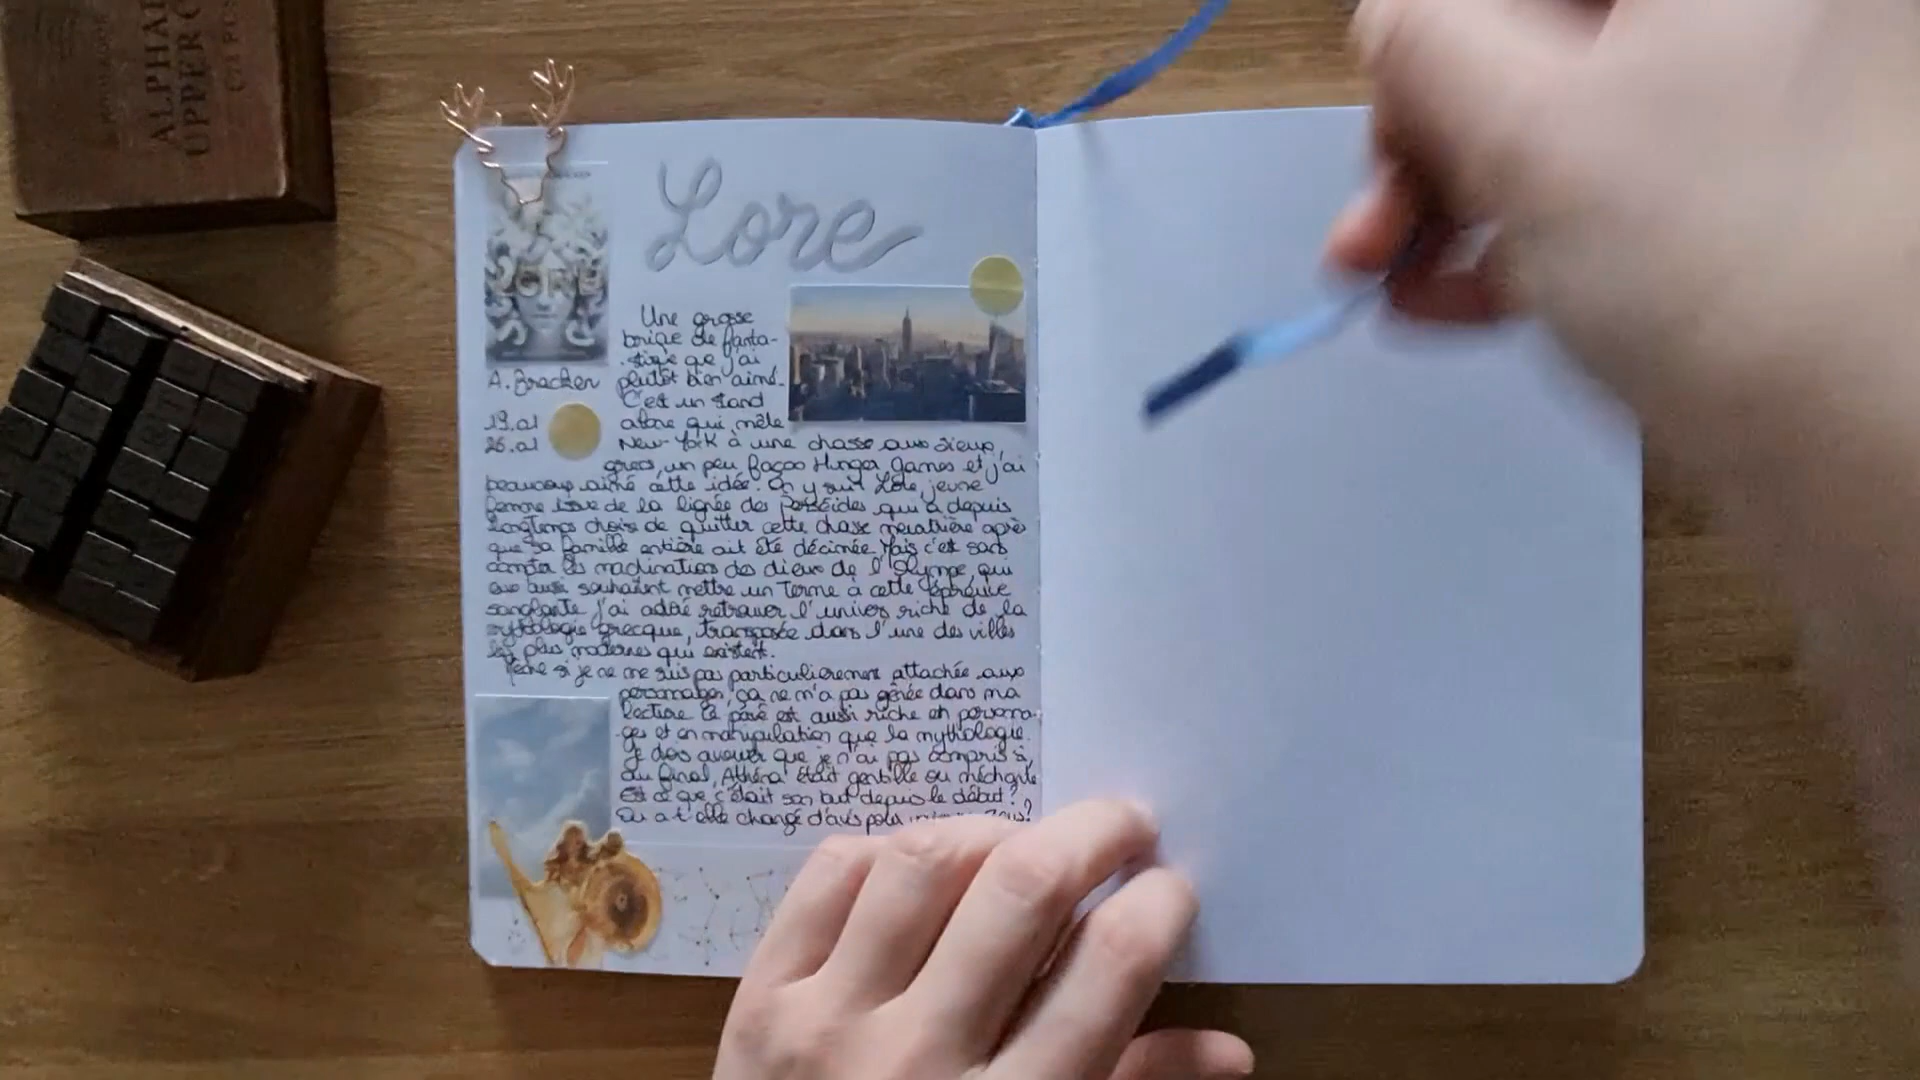 ALPHA
UPPER C
Lore
LORE
A. Bracken
19.01
26.01
Une grosse
brique de fanta-
stique que j'ai
plutôt bien aimé.
C'est un stand
alone qui mêle
New-York à une chasse aux dieux
grecs, un peu façon Hunger Games et j'ai
beaucoup aimé cette idée. On y suit Lore, jeune
femme issue de la lignée des Perséides qui a depuis
longtemps choisi de quitter cette chasse meurtrière après
que sa famille entière ait été décimée. Mais c'est sans
compter les machinations des dieux de l'Olympe qui
eux aussi souhaitent mettre un terme à cette épreuve
sanglante. J'ai adoré retrouver l'univers riche de la
mythologie grecque, transposée dans l'une des villes
les plus modernes qui existent.
Même si je ne me suis pas particulièrement attachée aux
personnages, ça ne m'a pas gênée dans ma
lecture. Le pavé est aussi riche en personna-
ges et en manipulation que la mythologie.
Je dois avouer que je n'ai pas compris si,
au final, Athéna était gentille ou méchante.
Est ce que c'était son but depuis le début?
Ou a t'elle changé d'avis pour Zeus?